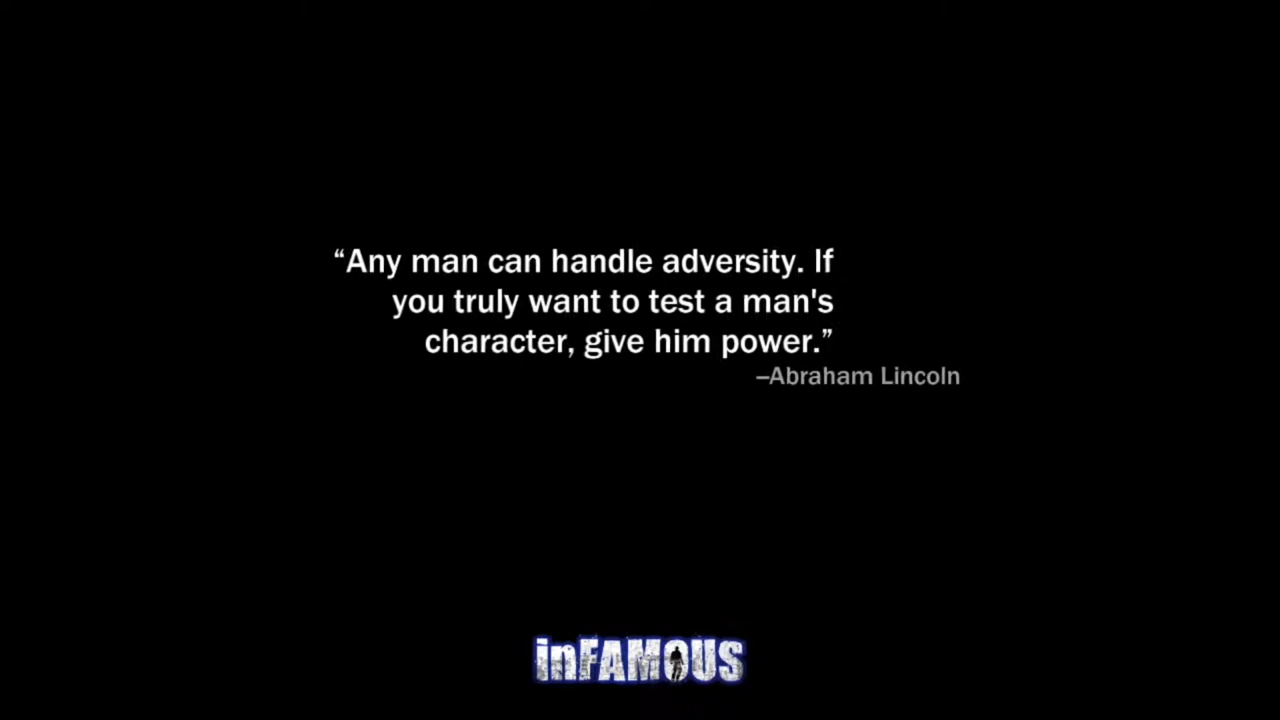 “Any man can handle adversity. If
you truly want to test a man's
character, give him power.”
–Abraham Lincoln
inFAMOUS